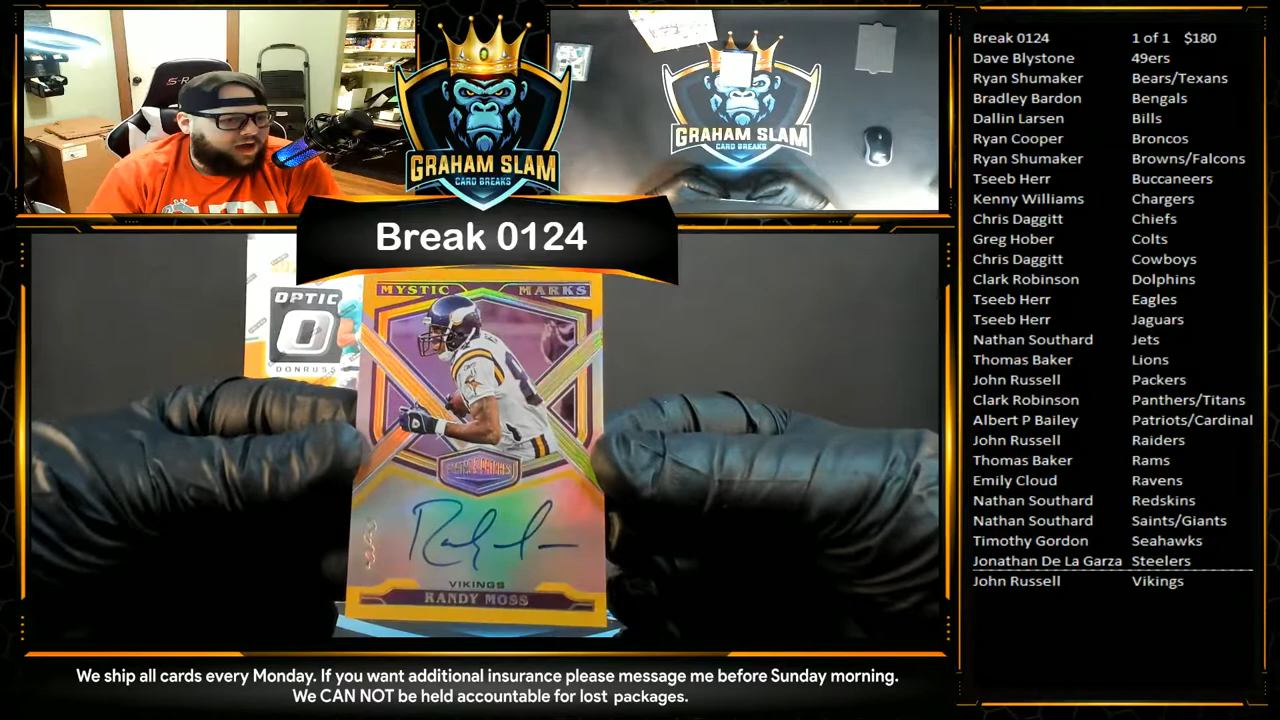 GRAHAM SLAM
CARD BREAKS
GRAHAM SLAM
CARD BREAKS
Break 0124
OPTIC
DONRUSS
MYSTIC MARKS
VIKINGS
RANDY MOSS
We ship all cards every Monday. If you want additional insurance please message me before Sunday morning.
We CAN NOT be held accountable for lost packages.
Break 0124 1 of 1 $180
Dave Blystone 49ers
Ryan Shumaker Bears/Texans
Bradley Bardon Bengals
Dallin Larsen Bills
Ryan Cooper Broncos
Ryan Shumaker Browns/Falcons
Tseeb Herr Buccaneers
Kenny Williams Chargers
Chris Daggitt Chiefs
Greg Hober Colts
Chris Daggitt Cowboys
Clark Robinson Dolphins
Tseeb Herr Eagles
Tseeb Herr Jaguars
Nathan Southard Jets
Thomas Baker Lions
John Russell Packers
Clark Robinson Panthers/Titans
Albert P Bailey Patriots/Cardinal
John Russell Raiders
Thomas Baker Rams
Emily Cloud Ravens
Nathan Southard Redskins
Nathan Southard Saints/Giants
Timothy Gordon Seahawks
Jonathan De La Garza Steelers
John Russell Vikings